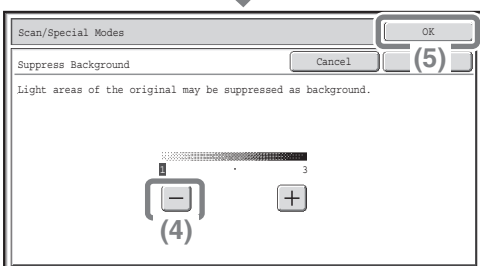 Scan/Special Modes OK
Suppress Background Cancel (5)
Light areas of the original may be suppressed as background.
1 · 3
− +
(4)